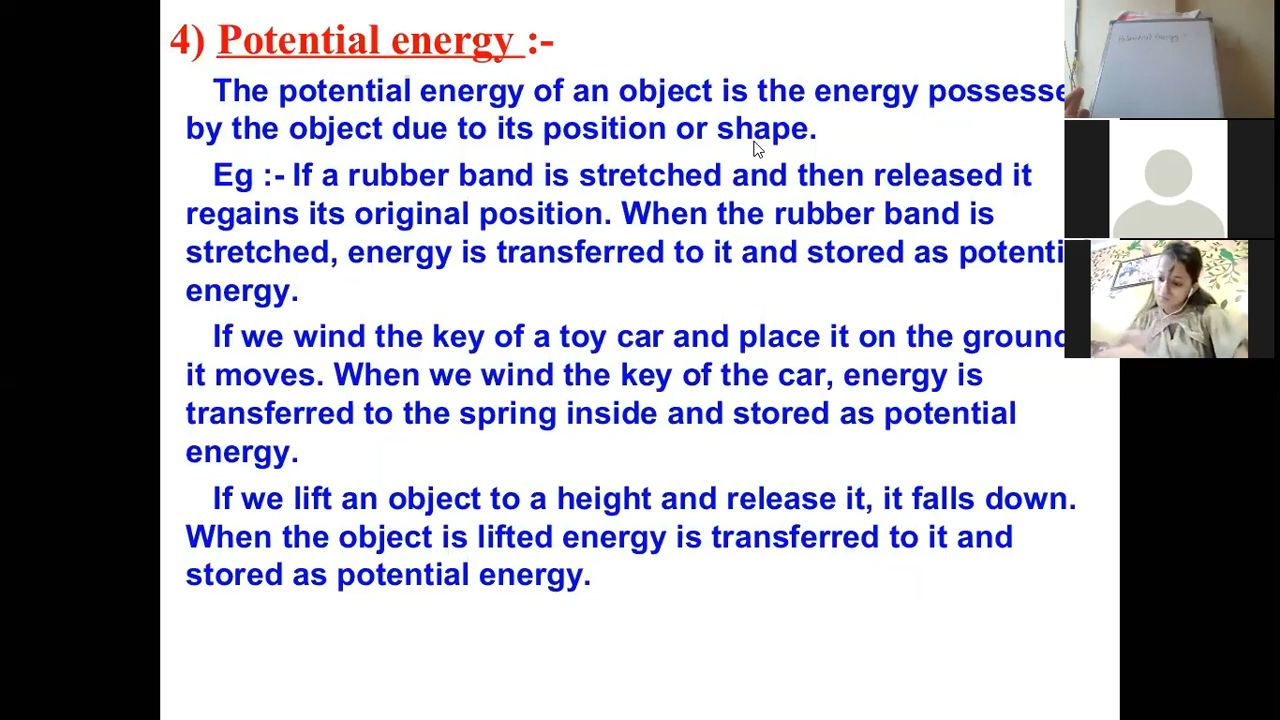 4) Potential energy :-
The potential energy of an object is the energy possesse
by the object due to its position or shape.
Eg :- If a rubber band is stretched and then released it
regains its original position. When the rubber band is
stretched, energy is transferred to it and stored as potenti
energy.
If we wind the key of a toy car and place it on the ground
it moves. When we wind the key of the car, energy is
transferred to the spring inside and stored as potential
energy.
If we lift an object to a height and release it, it falls down.
When the object is lifted energy is transferred to it and
stored as potential energy.
Potential Energy